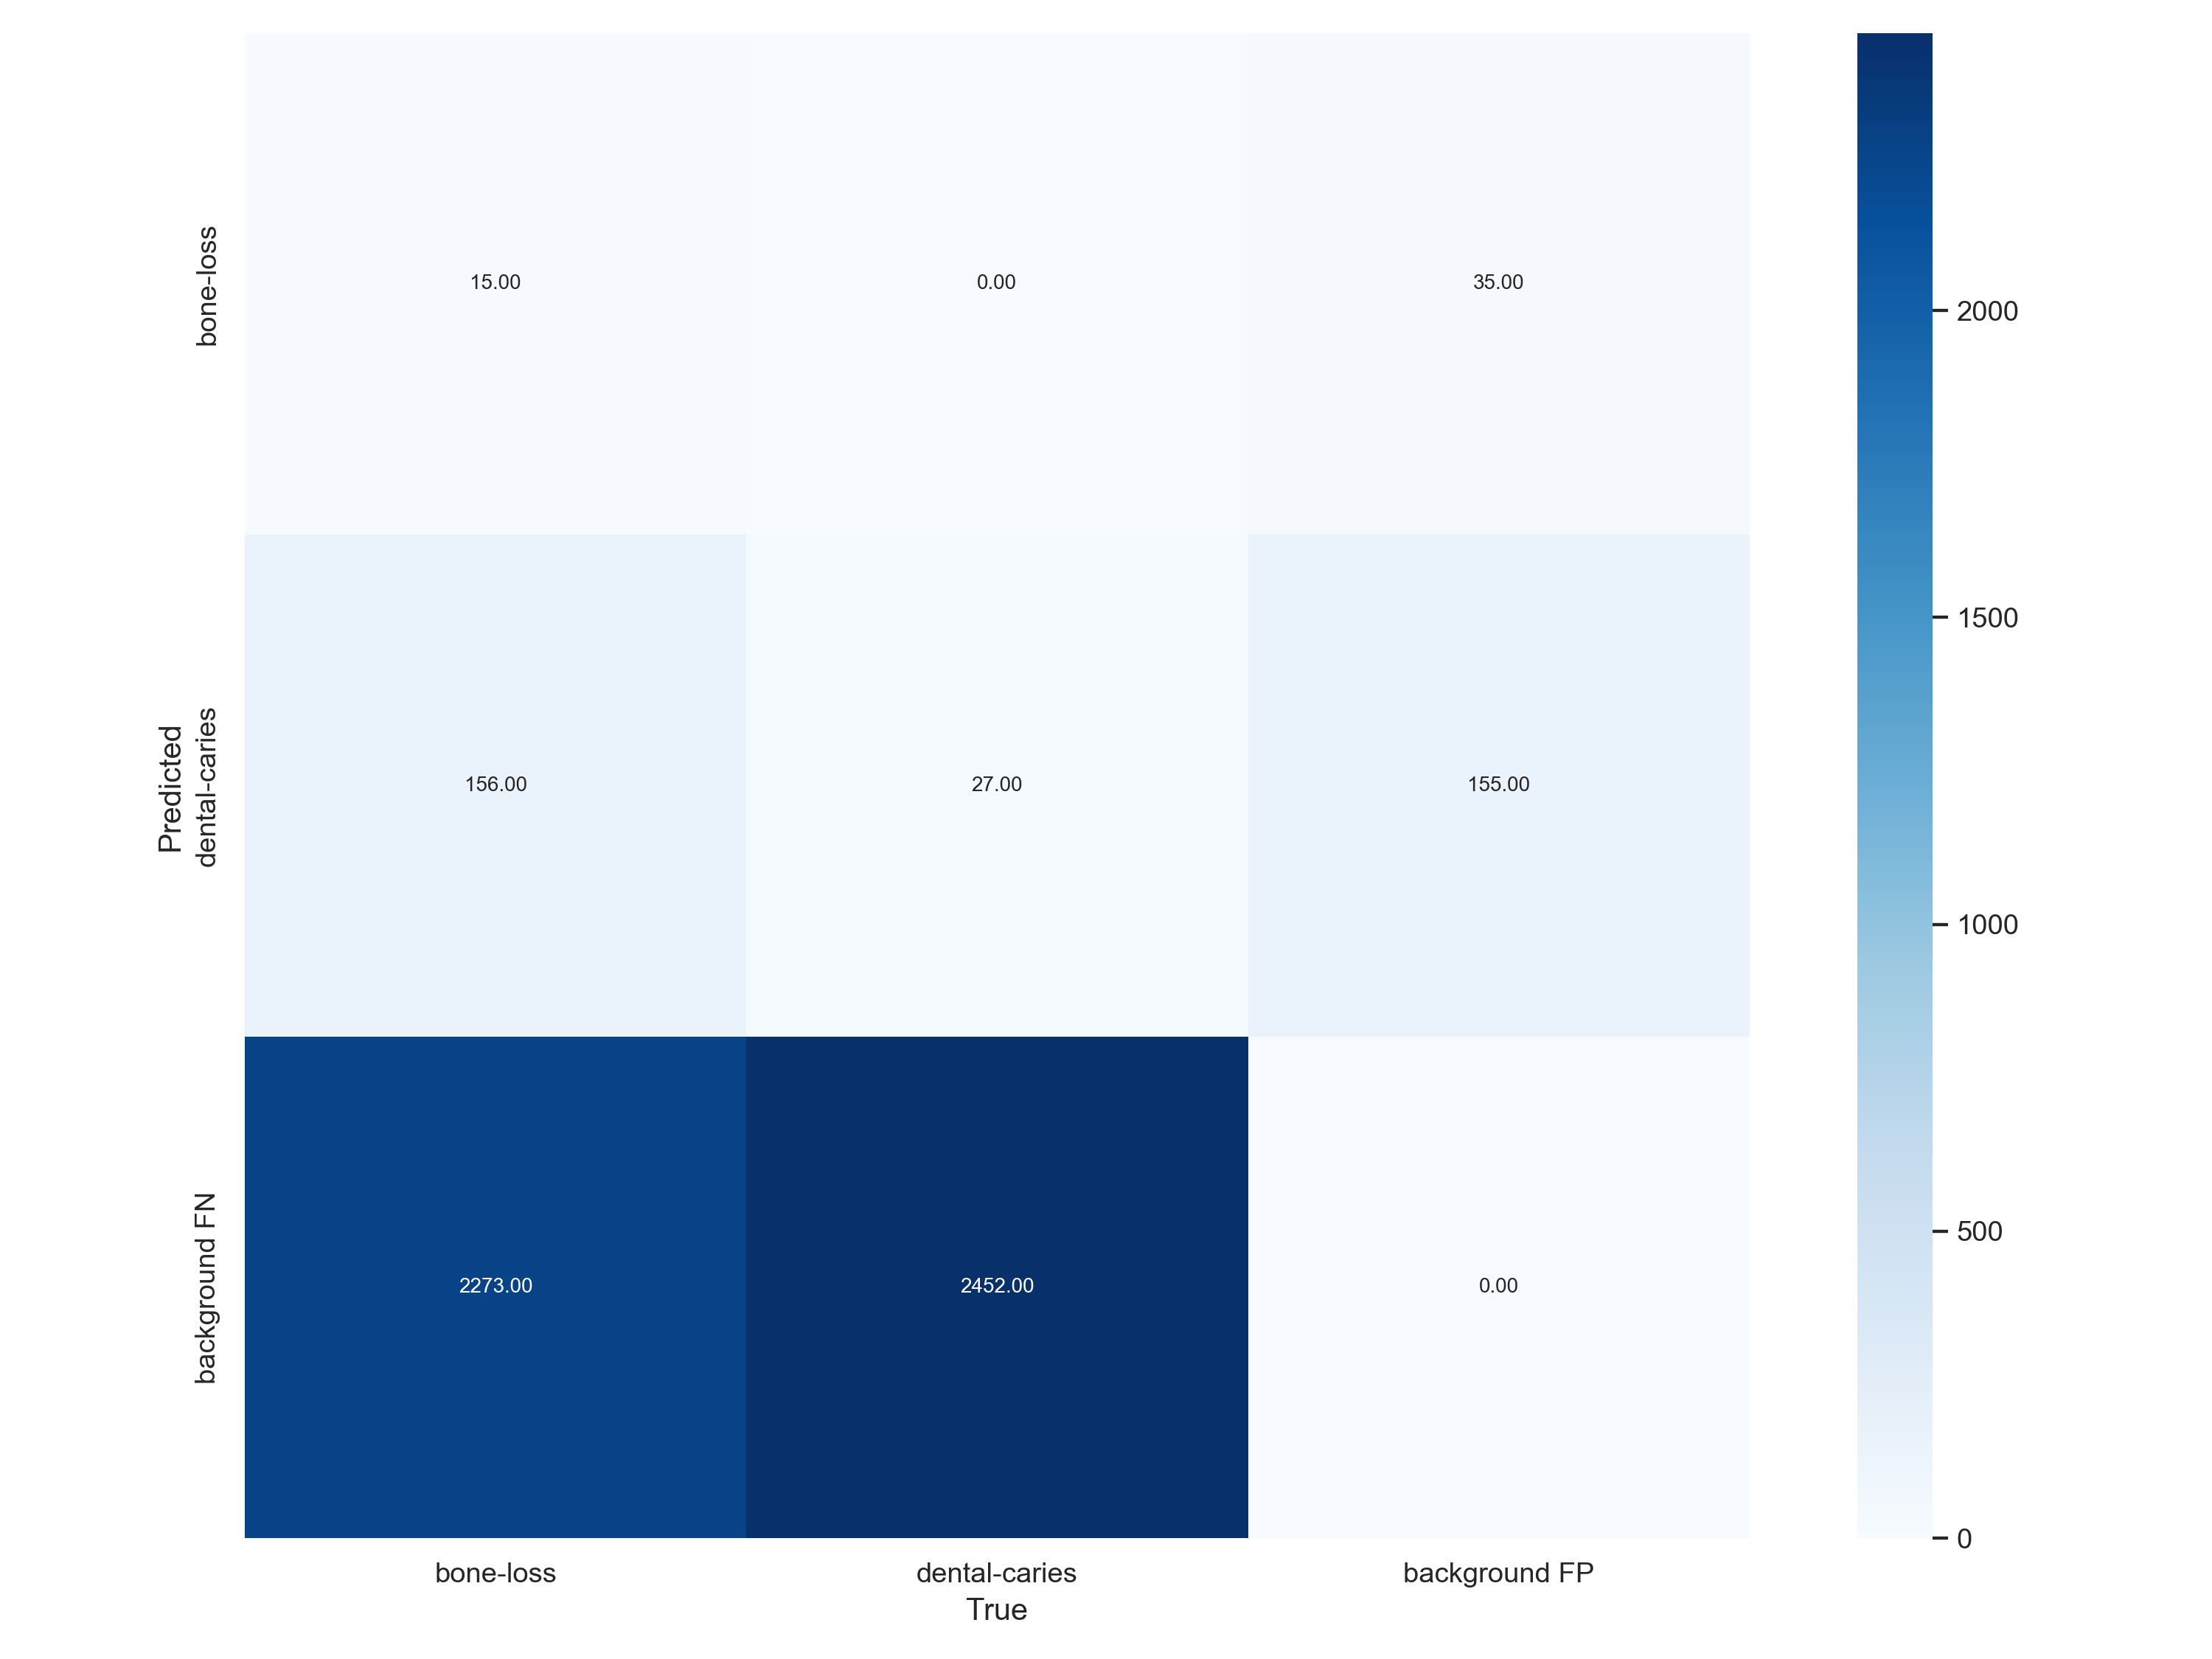 bone-loss
15.00
0.00
35.00
Predicted
dental-caries
156.00
27.00
155.00
background FN
2273.00
2452.00
0.00
bone-loss
dental-caries
background FP
True
2000
1500
1000
500
0